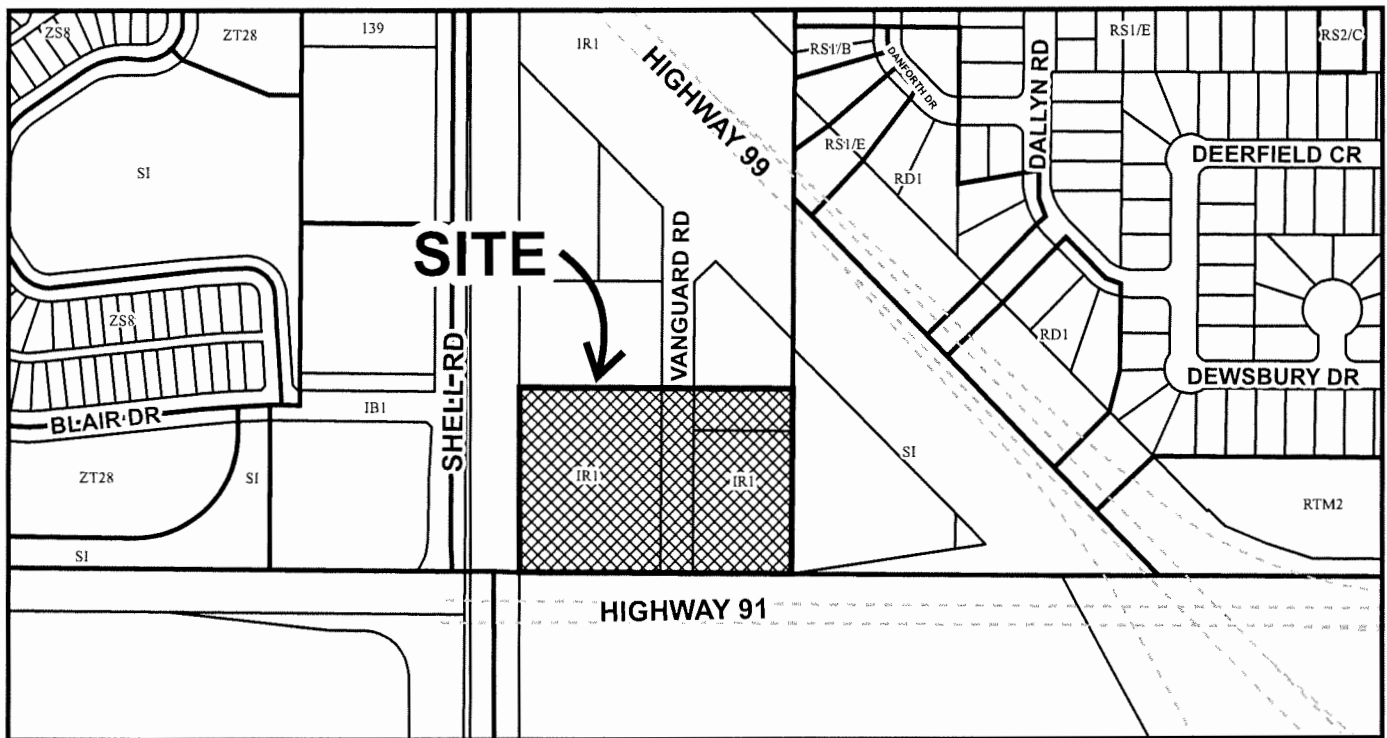 ZS8
ZT28
I39
IR1
HIGHWAY 99
RS1/B
DANFORTH DR
DALLYN RD
RS1/E
RS2/C
RS1/E
RD1
DEERFIELD CR
SI
SITE
VANGUARD RD
SHELL RD
ZS8
RD1
DEWSBURY DR
BLAIR DR
IB1
SI
ZT28
SI
IR1
IR1
RTM2
SI
HIGHWAY 91